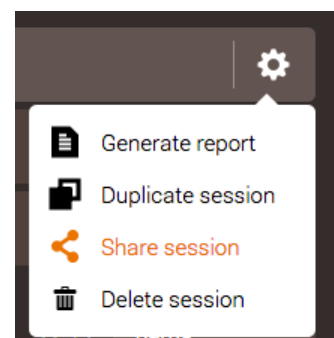 Generate report
Duplicate session
Share session
Delete session